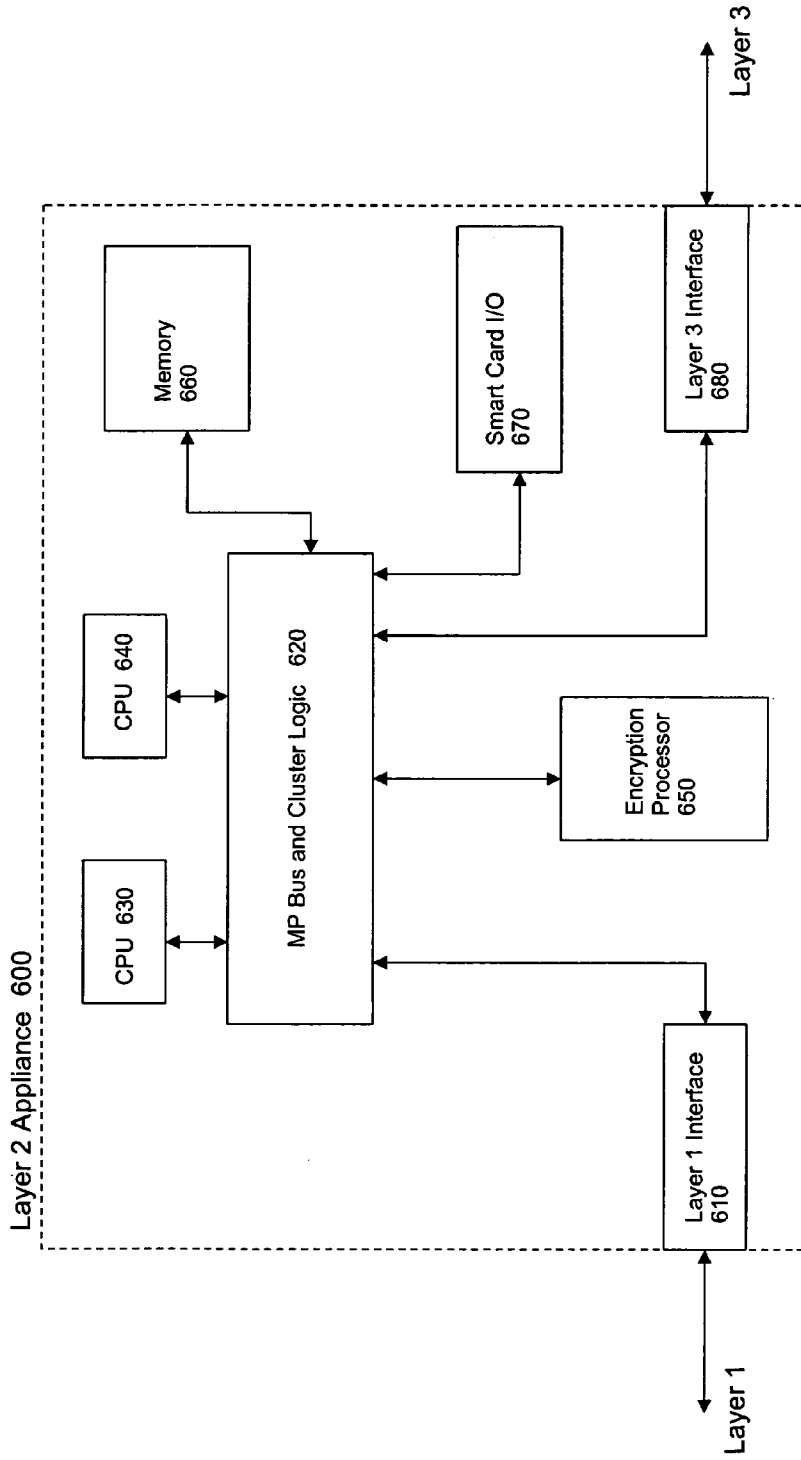 Layer 2 Appliance 600
CPU 630
CPU 640
Memory
660
MP Bus and Cluster Logic 620
Smart Card I/O
670
Encryption
Processor
650
Layer 1 Interface
610
Layer 3 Interface
680
Layer 1
Layer 3